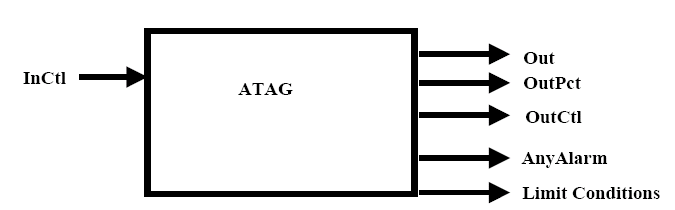 InCtl
ATAG
Out
OutPct
OutCtl
AnyAlarm
Limit Conditions